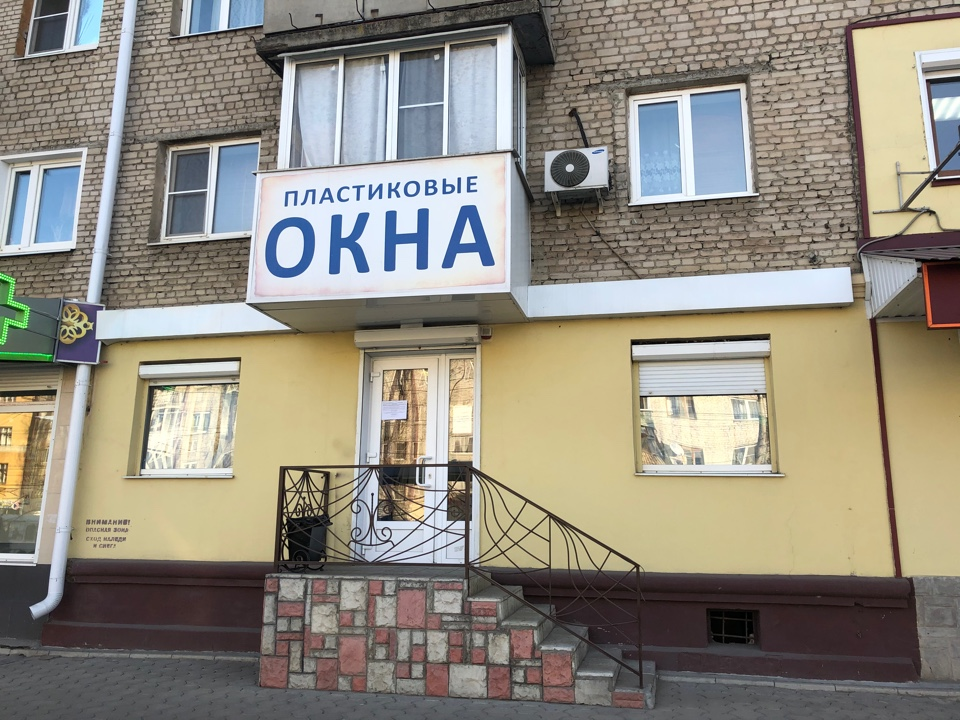 ПЛАСТИКОВЫЕ
ОКНА
ВНИМАНИЕ!
ОПАСНАЯ ЗОНА
СХОД НАЛЕДИ
И СНЕГА